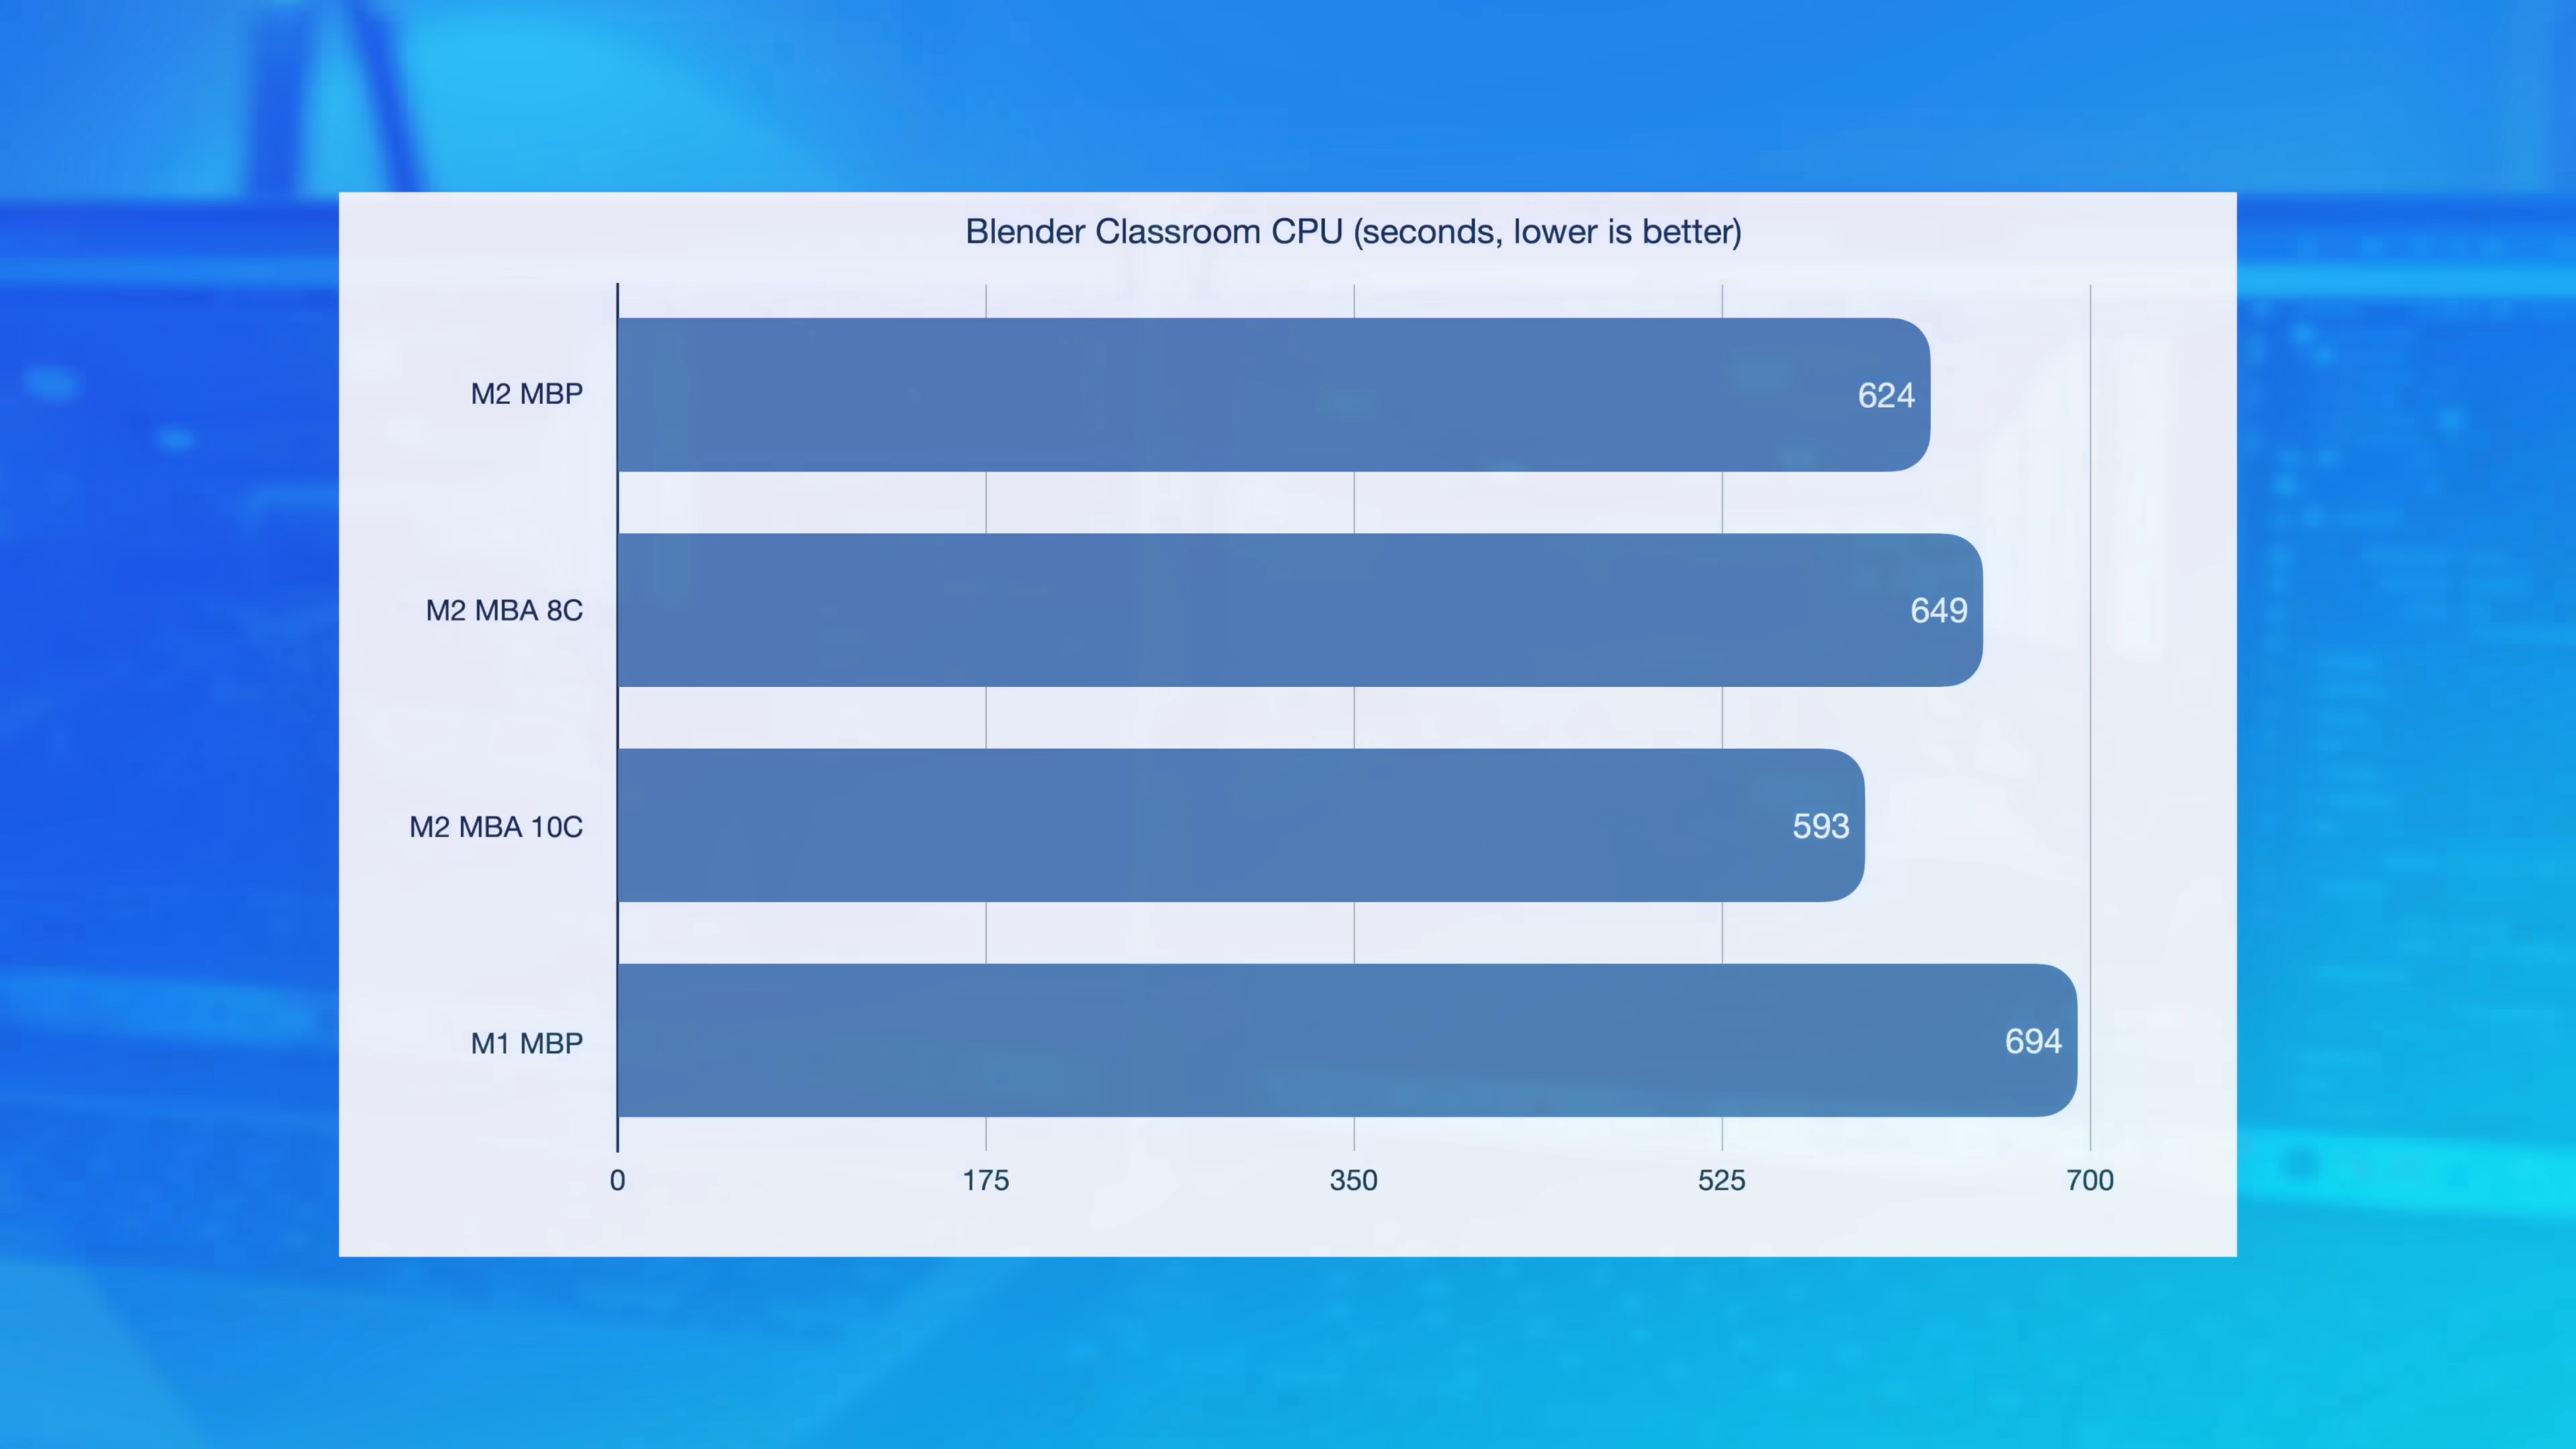 Blender Classroom CPU (seconds, lower is better)
M2 MBP
624
M2 MBA 8C
649
M2 MBA 10C
593
M1 MBP
694
0 175 350 525 700